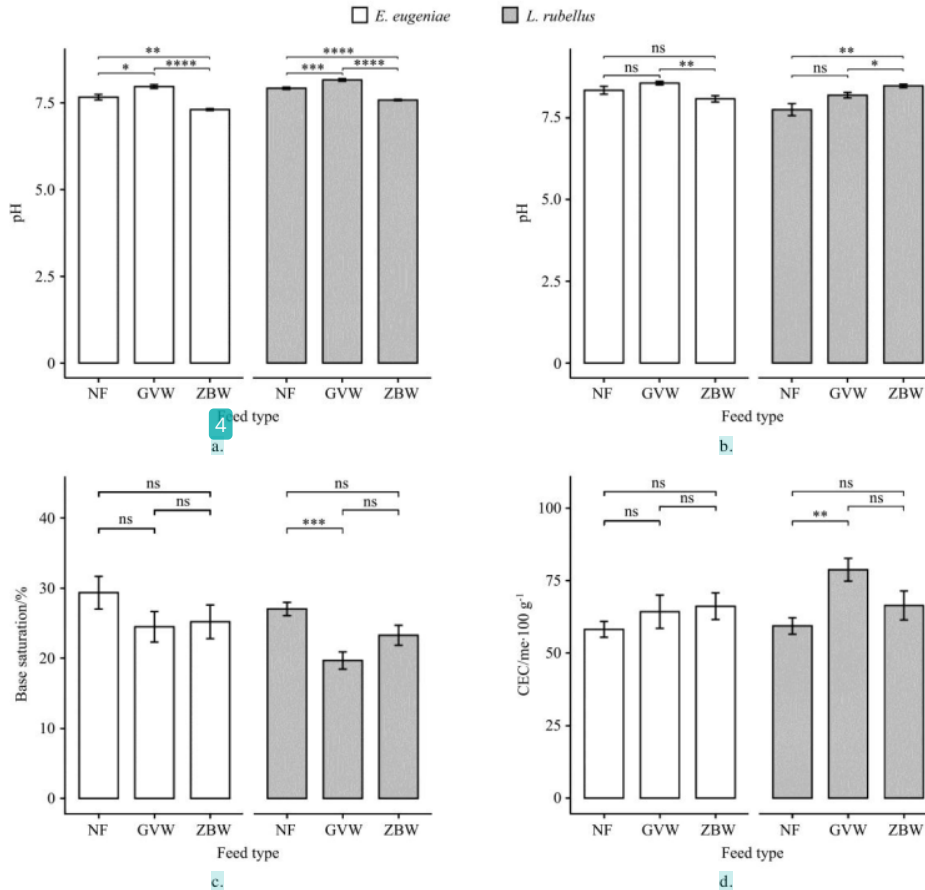 E. eugeniae L. rubellus
** ****
* **** *** ****
7.5
5.0
2.5
0
pH
NF GVW ZBW NF GVW ZBW
Feed type
4
a.
ns **
ns ** ns *
7.5
5.0
2.5
0
pH
NF GVW ZBW NF GVW ZBW
Feed type
b.
ns ns
ns ns *** ns
40
30
20
10
0
Base saturation/%
NF GVW ZBW NF GVW ZBW
Feed type
c.
ns ns
ns ns ** ns
100
75
50
25
0
CEC/me·100 g⁻¹
NF GVW ZBW NF GVW ZBW
Feed type
d.